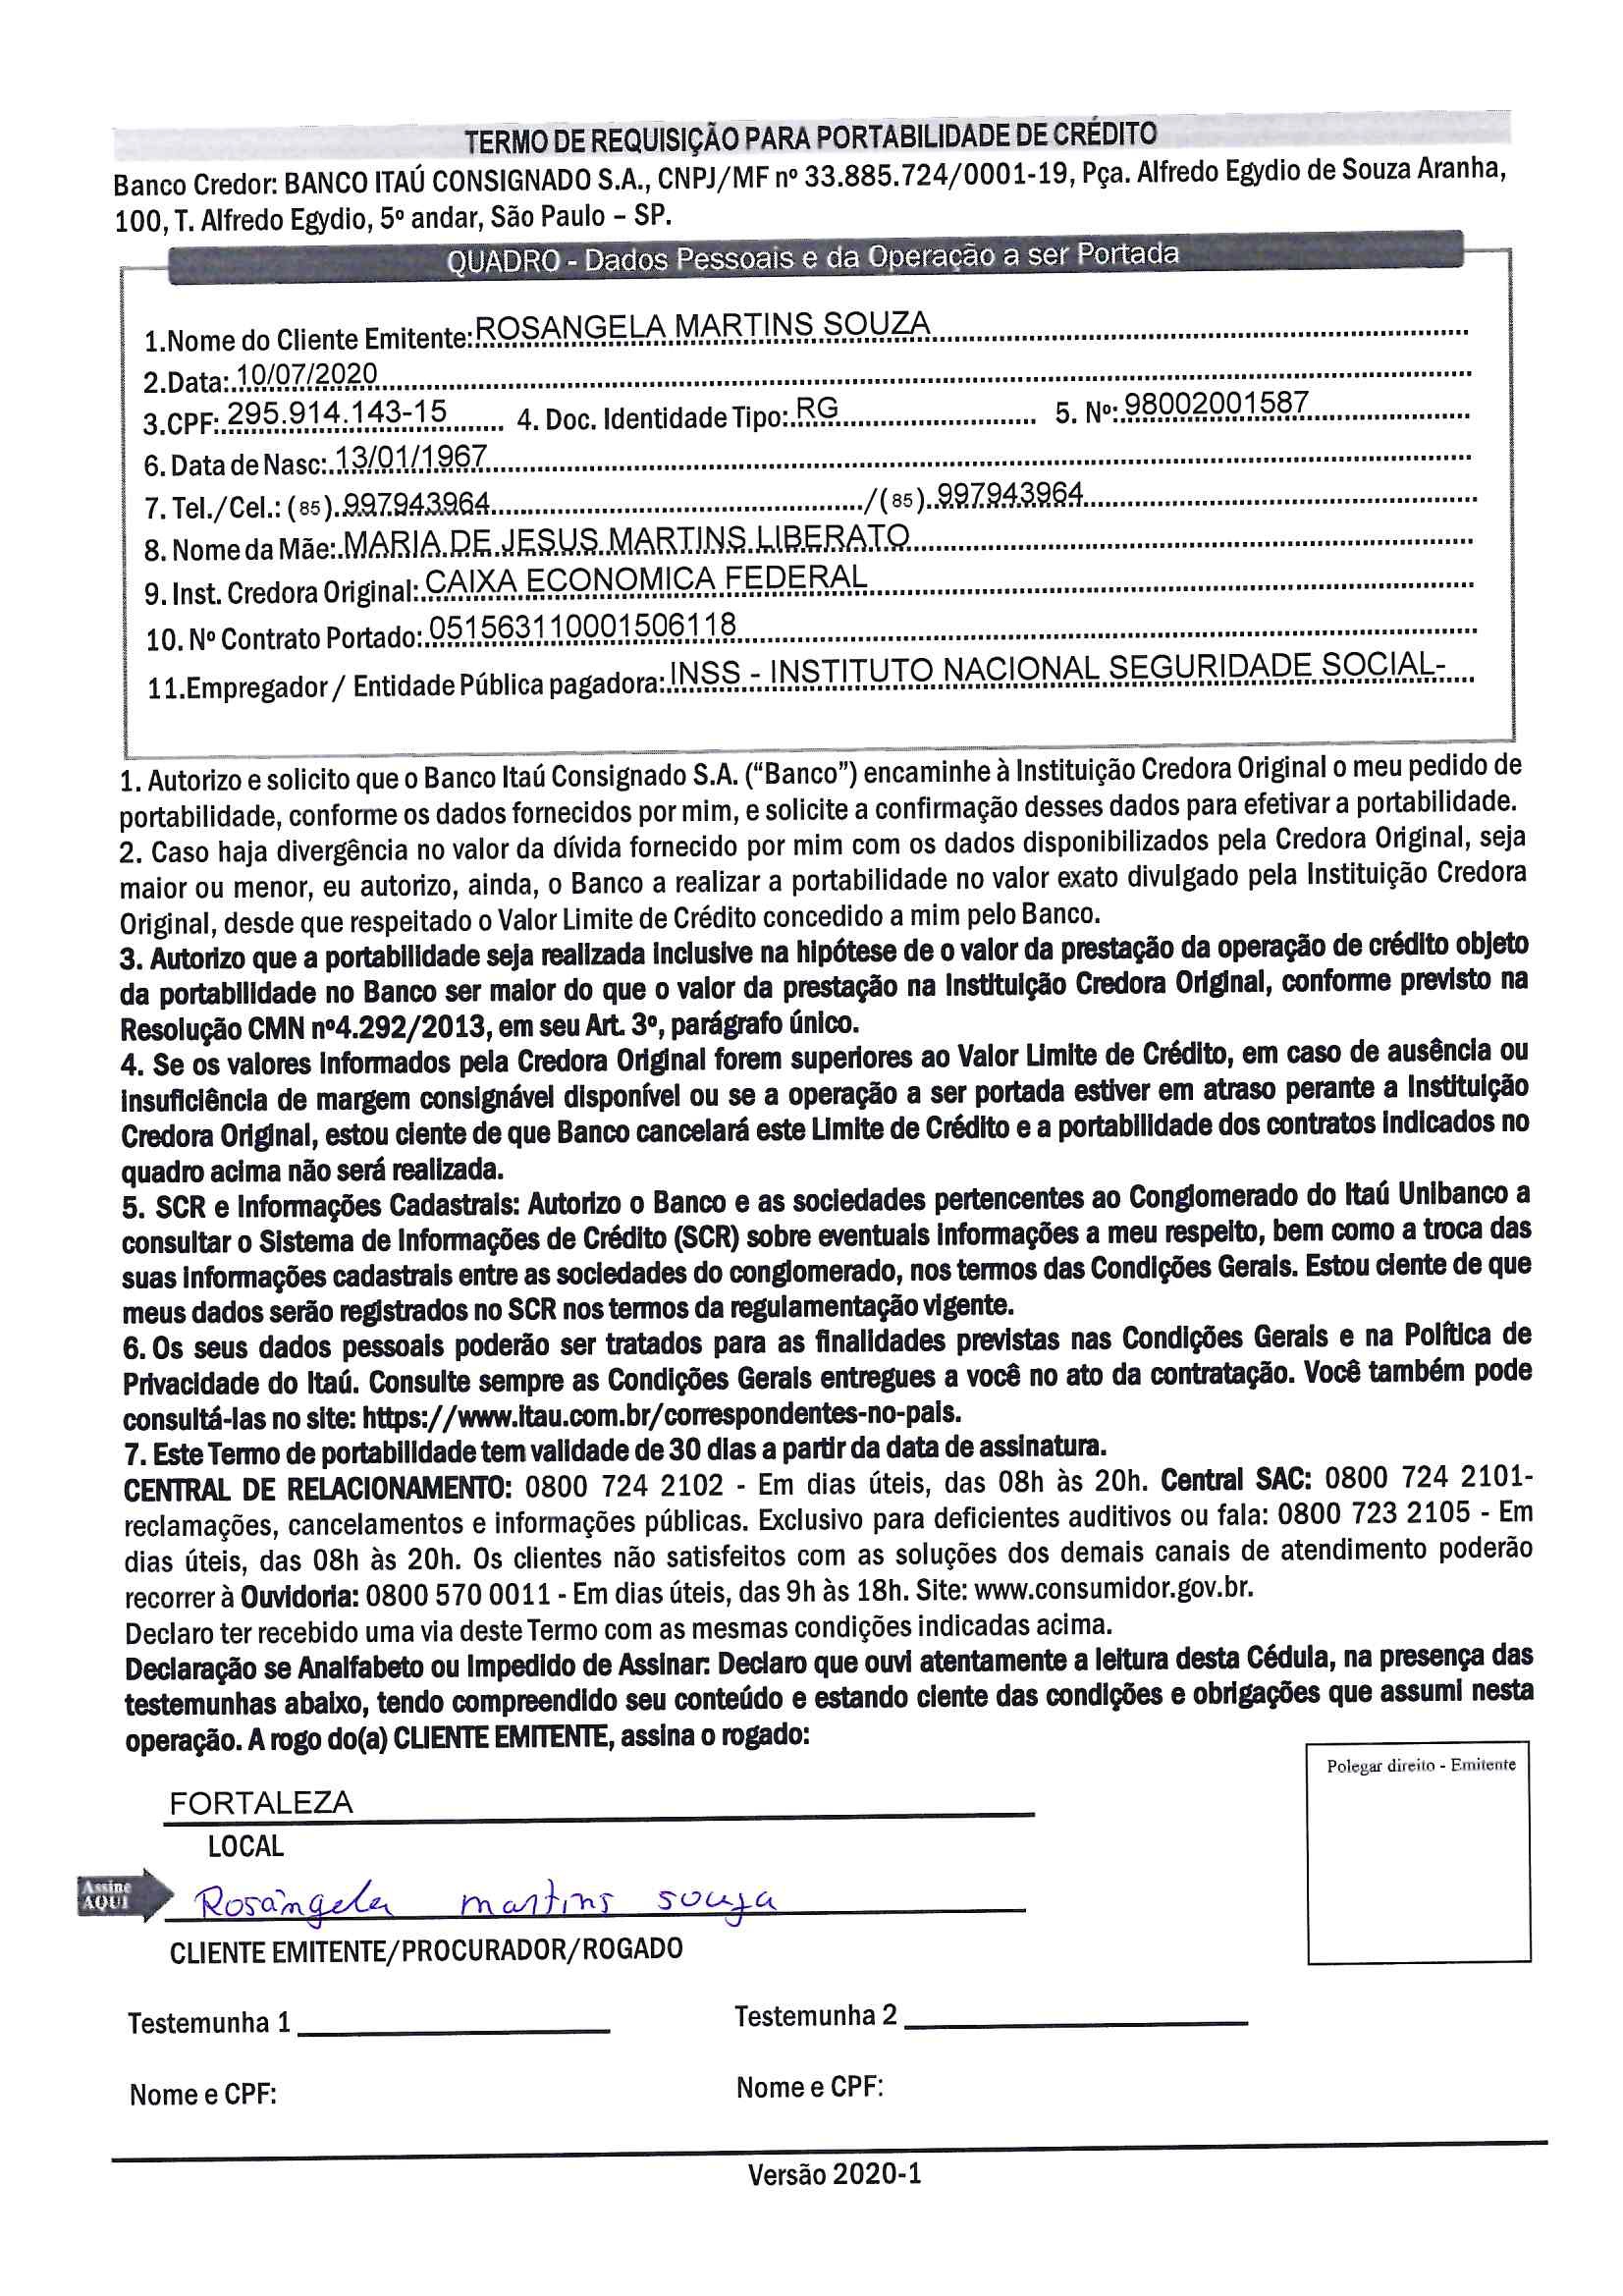 TERMO DE REQUISIÇÃO PARA PORTABILIDADE DE CRÉDITO
Banco Credor: BANCO ITAÚ CONSIGNADO S.A., CNPJ/MF nº 33.885.724/0001-19, Pça. Alfredo Egydio de Souza Aranha,
100, T. Alfredo Egydio, 5º andar, São Paulo – SP.
QUADRO - Dados Pessoais e da Operação a ser Portada
1.Nome do Cliente Emitente: ROSANGELA MARTINS SOUZA
2.Data: 10/07/2020
3.CPF: 295.914.143-15 4. Doc. Identidade Tipo: RG 5. Nº: 98002001587
6. Data de Nasc: 13/01/1967
7. Tel./Cel.: (85) 997943964 /(85) 997943964
8. Nome da Mãe: MARIA DE JESUS MARTINS LIBERATO
9. Inst. Credora Original: CAIXA ECONOMICA FEDERAL
10. Nº Contrato Portado: 051563110001506118
11.Empregador / Entidade Pública pagadora: INSS - INSTITUTO NACIONAL SEGURIDADE SOCIAL-
1. Autorizo e solicito que o Banco Itaú Consignado S.A. (“Banco”) encaminhe à Instituição Credora Original o meu pedido de
portabilidade, conforme os dados fornecidos por mim, e solicite a confirmação desses dados para efetivar a portabilidade.
2. Caso haja divergência no valor da dívida fornecido por mim com os dados disponibilizados pela Credora Original, seja
maior ou menor, eu autorizo, ainda, o Banco a realizar a portabilidade no valor exato divulgado pela Instituição Credora
Original, desde que respeitado o Valor Limite de Crédito concedido a mim pelo Banco.
3. Autorizo que a portabilidade seja realizada inclusive na hipótese de o valor da prestação da operação de crédito objeto
da portabilidade no Banco ser maior do que o valor da prestação na Instituição Credora Original, conforme previsto na
Resolução CMN nº4.292/2013, em seu Art. 3º, parágrafo único.
4. Se os valores informados pela Credora Original forem superiores ao Valor Limite de Crédito, em caso de ausência ou
insuficiência de margem consignável disponível ou se a operação a ser portada estiver em atraso perante a Instituição
Credora Original, estou ciente de que Banco cancelará este Limite de Crédito e a portabilidade dos contratos indicados no
quadro acima não será realizada.
5. SCR e Informações Cadastrais: Autorizo o Banco e as sociedades pertencentes ao Conglomerado do Itaú Unibanco a
consultar o Sistema de Informações de Crédito (SCR) sobre eventuais informações a meu respeito, bem como a troca das
suas informações cadastrais entre as sociedades do conglomerado, nos termos das Condições Gerais. Estou ciente de que
meus dados serão registrados no SCR nos termos da regulamentação vigente.
6. Os seus dados pessoais poderão ser tratados para as finalidades previstas nas Condições Gerais e na Política de
Privacidade do Itaú. Consulte sempre as Condições Gerais entregues a você no ato da contratação. Você também pode
consultá-las no site: https://www.itau.com.br/correspondentes-no-pais.
7. Este Termo de portabilidade tem validade de 30 dias a partir da data de assinatura.
CENTRAL DE RELACIONAMENTO: 0800 724 2102 - Em dias úteis, das 08h às 20h. Central SAC: 0800 724 2101-
reclamações, cancelamentos e informações públicas. Exclusivo para deficientes auditivos ou fala: 0800 723 2105 - Em
dias úteis, das 08h às 20h. Os clientes não satisfeitos com as soluções dos demais canais de atendimento poderão
recorrer à Ouvidoria: 0800 570 0011 - Em dias úteis, das 9h às 18h. Site: www.consumidor.gov.br.
Declaro ter recebido uma via deste Termo com as mesmas condições indicadas acima.
Declaração se Analfabeto ou Impedido de Assinar: Declaro que ouvi atentamente a leitura desta Cédula, na presença das
testemunhas abaixo, tendo compreendido seu conteúdo e estando ciente das condições e obrigações que assumi nesta
operação. A rogo do(a) CLIENTE EMITENTE, assina o rogado:
Polegar direito - Emitente
FORTALEZA
LOCAL
Assine
AQUI
Rosângela martins souza
CLIENTE EMITENTE/PROCURADOR/ROGADO
Testemunha 1 Testemunha 2
Nome e CPF: Nome e CPF:
Versão 2020-1